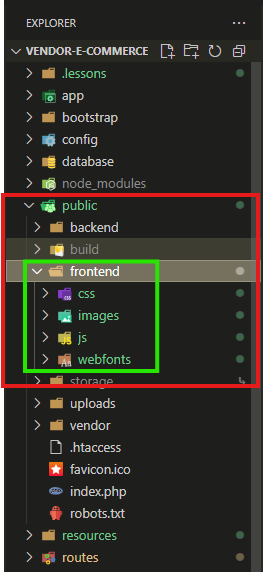 EXPLORER
VENDOR-E-COMMERCE
.lessons
app
bootstrap
config
database
node_modules
public
backend
build
frontend
css
images
js
webfonts
storage
uploads
vendor
.htaccess
favicon.ico
index.php
robots.txt
resources
routes